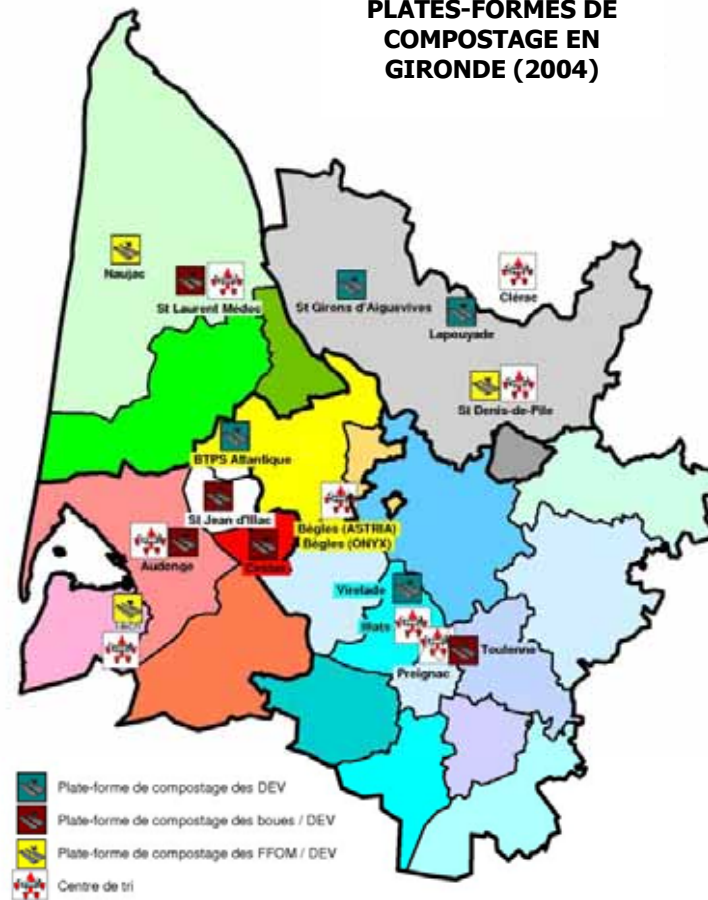 PLATES-FORMES DE
COMPOSTAGE EN
GIRONDE (2004)
Naujac
St Laurent Médoc
St Girons d'Aiguevives
Clérac
Lapouyade
St Denis-de-Pile
BTPS Atlantique
St Jean d'Illac
Bègles (ASTRIA)
Bègles (ONYX)
Audenge
Cestas
Virelade
Illats
Toulenne
Preignac
Plate-forme de compostage des DEV
Plate-forme de compostage des boues / DEV
Plate-forme de compostage des FFOM / DEV
Centre de tri